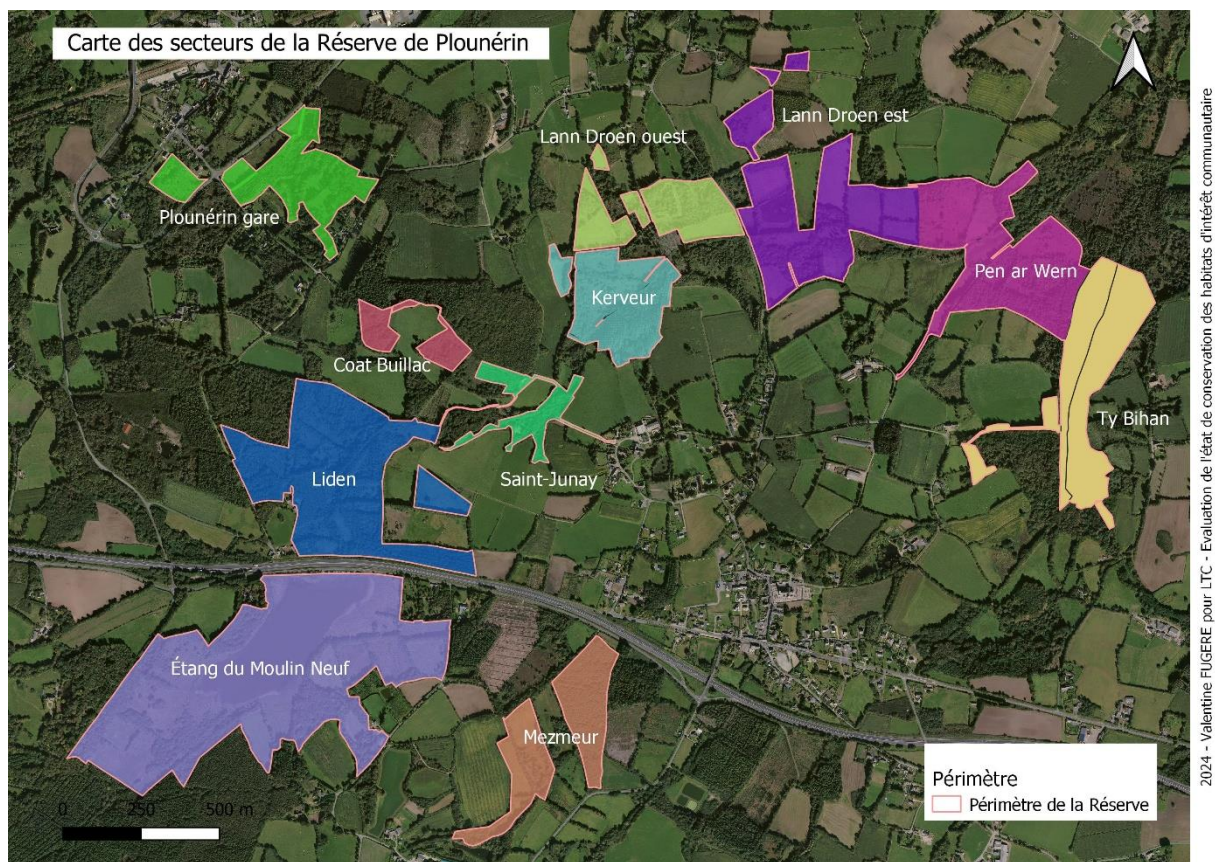 Carte des secteurs de la Réserve de Plounérin
Lann Droen est
Lann Droen ouest
Plounérin gare
Pen ar Wern
Kerveur
Coat Buillac
Ty Bihan
Liden
Saint-Junay
Étang du Moulin Neuf
Mezmeur
Périmètre
Périmètre de la Réserve
0 250 500 m
2024 - Valentine FUGERE pour LTC - Evaluation de l'état de conservation des habitats d'intérêt communautaire